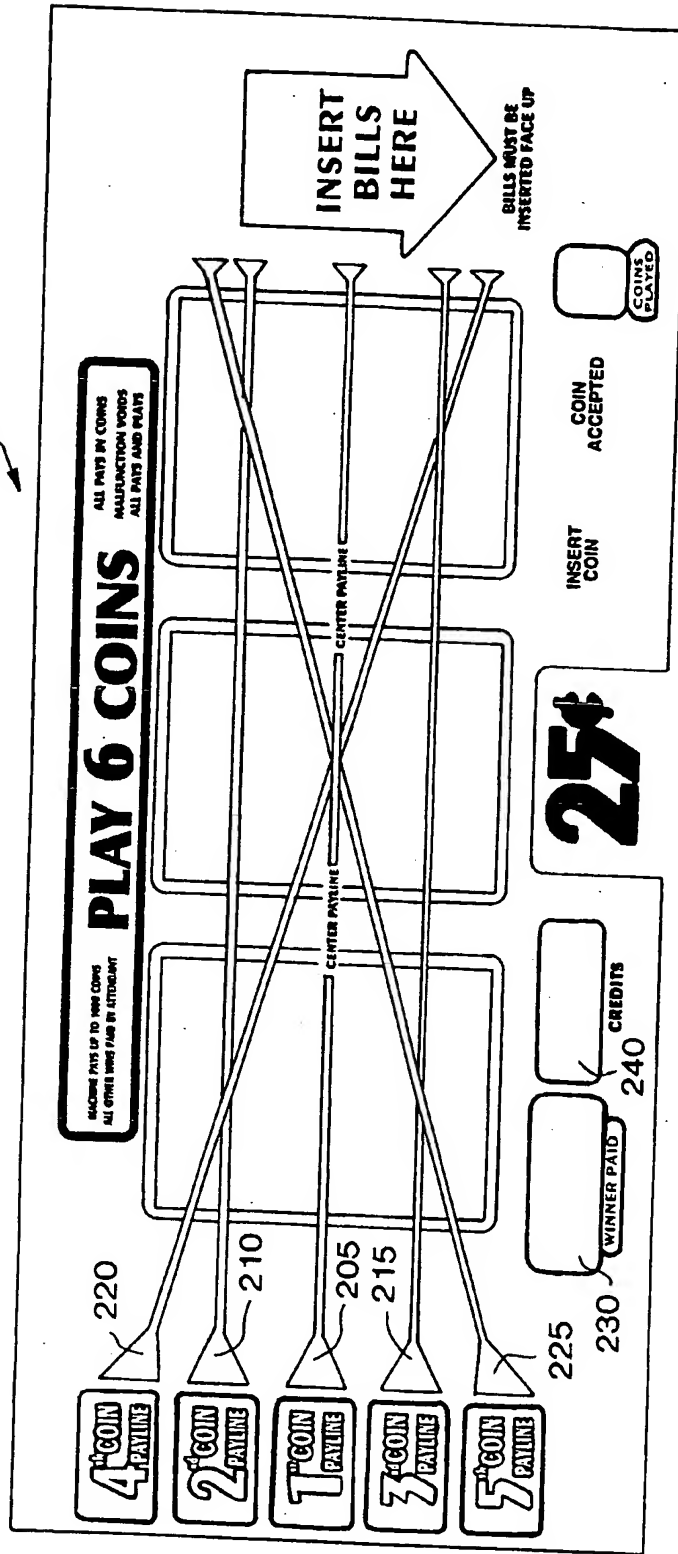 MACHINE PAYS UP TO 1000 COINS
ALL OTHER WINS PAID BY ATTENDANT
PLAY 6 COINS
ALL PAYS IN COINS
MALFUNCTION VOIDS
ALL PAYS AND PLAYS
4th COIN
PAYLINE
220
2nd COIN
PAYLINE
210
1st COIN
PAYLINE
205
3rd COIN
PAYLINE
215
5th COIN
PAYLINE
225
CENTER PAYLINE
CENTER PAYLINE
INSERT
BILLS
HERE
BILLS MUST BE
INSERTED FACE UP
WINNER PAID
230
CREDITS
240
25¢
INSERT
COIN
COIN
ACCEPTED
COINS
PLAYED